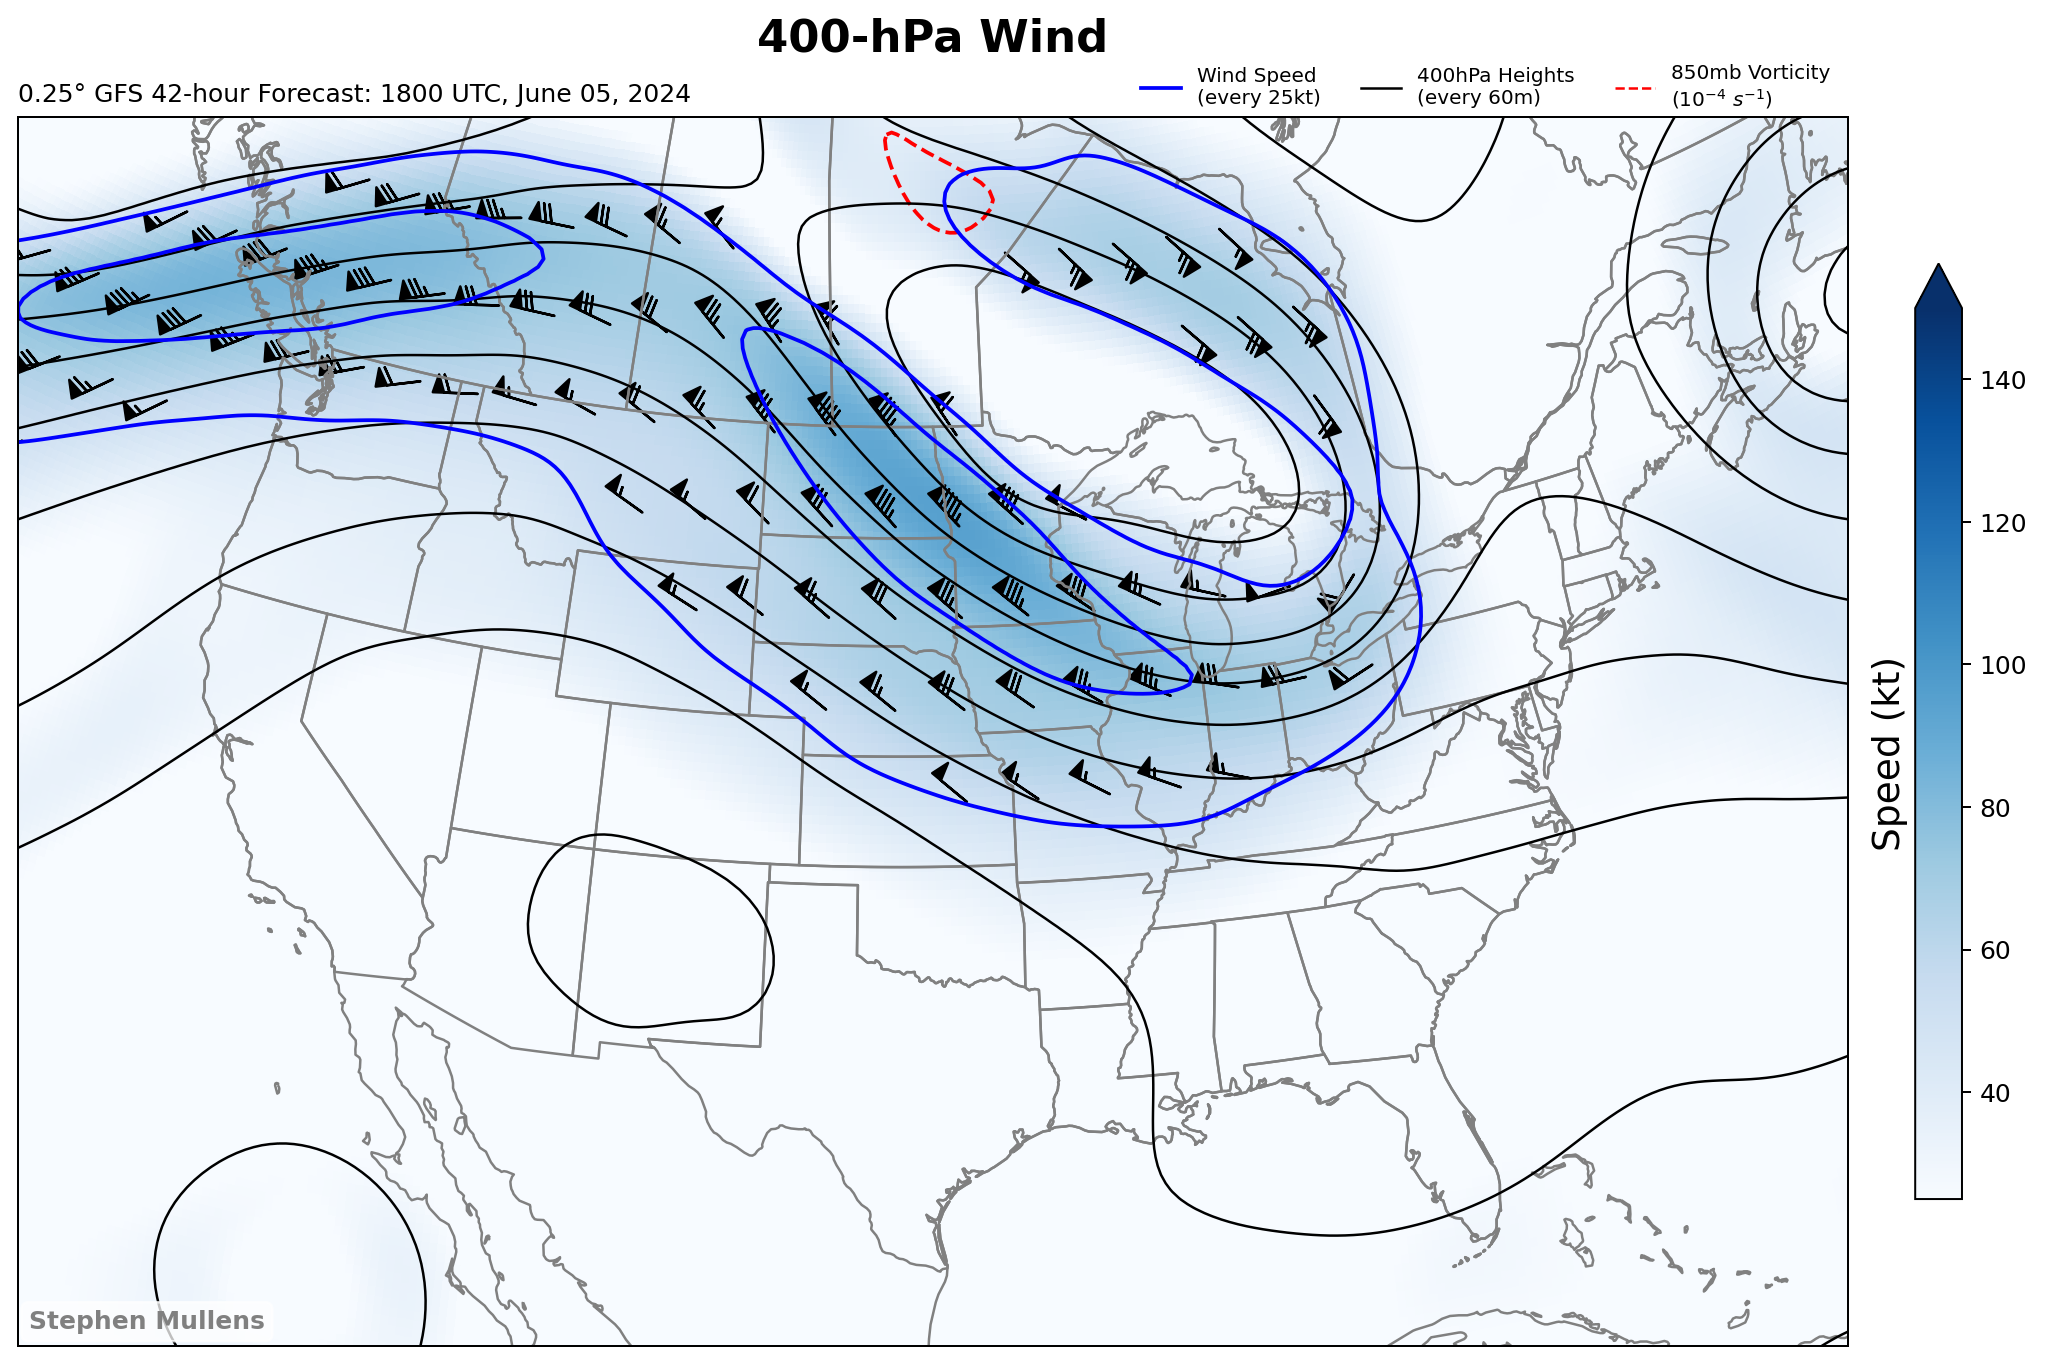 400-hPa Wind
0.25° GFS 42-hour Forecast: 1800 UTC, June 05, 2024
Wind Speed
(every 25kt)
400hPa Heights
(every 60m)
850mb Vorticity
(10⁻⁴ s⁻¹)
140
120
100
80
60
40
Speed (kt)
Stephen Mullens